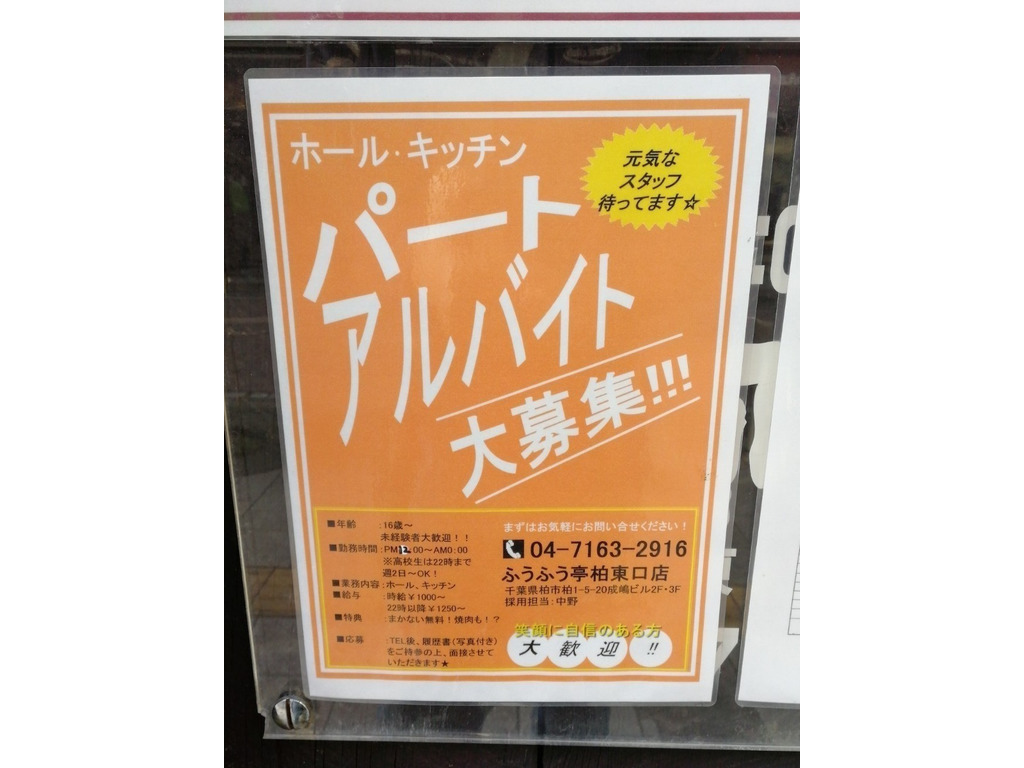 ホール・キッチン
元気な
スタッフ
待ってます☆
パート
アルバイト
大募集!!!
■年齢 :16歳～
未経験者大歓迎！！
■勤務時間:PM12:00～AM0:00
※高校生は22時まで
週2日～OK！
■業務内容:ホール、キッチン
■給与 :時給￥1000～
22時以降￥1250～
■特典 :まかない無料！焼肉も！？
■応募 :TEL後、履歴書(写真付き)
をご持参の上、面接させて
いただきます★
まずはお気軽にお問い合せください！
04-7163-2916
ふうふう亭柏東口店
千葉県柏市柏1-5-20成嶋ビル2F・3F
採用担当:中野
笑顔に自信のある方
大歓迎!!